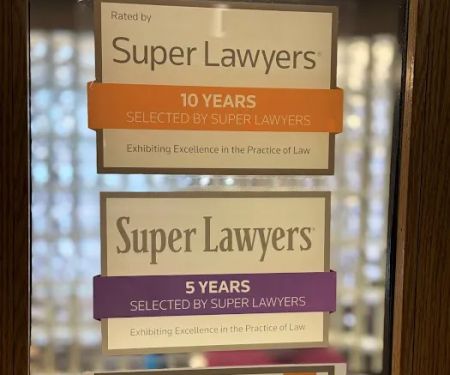 Rated by
Super Lawyers®
10 YEARS
SELECTED BY SUPER LAWYERS
Exhibiting Excellence in the Practice of Law
Super Lawyers®
5 YEARS
SELECTED BY SUPER LAWYERS
Exhibiting Excellence in the Practice of Law